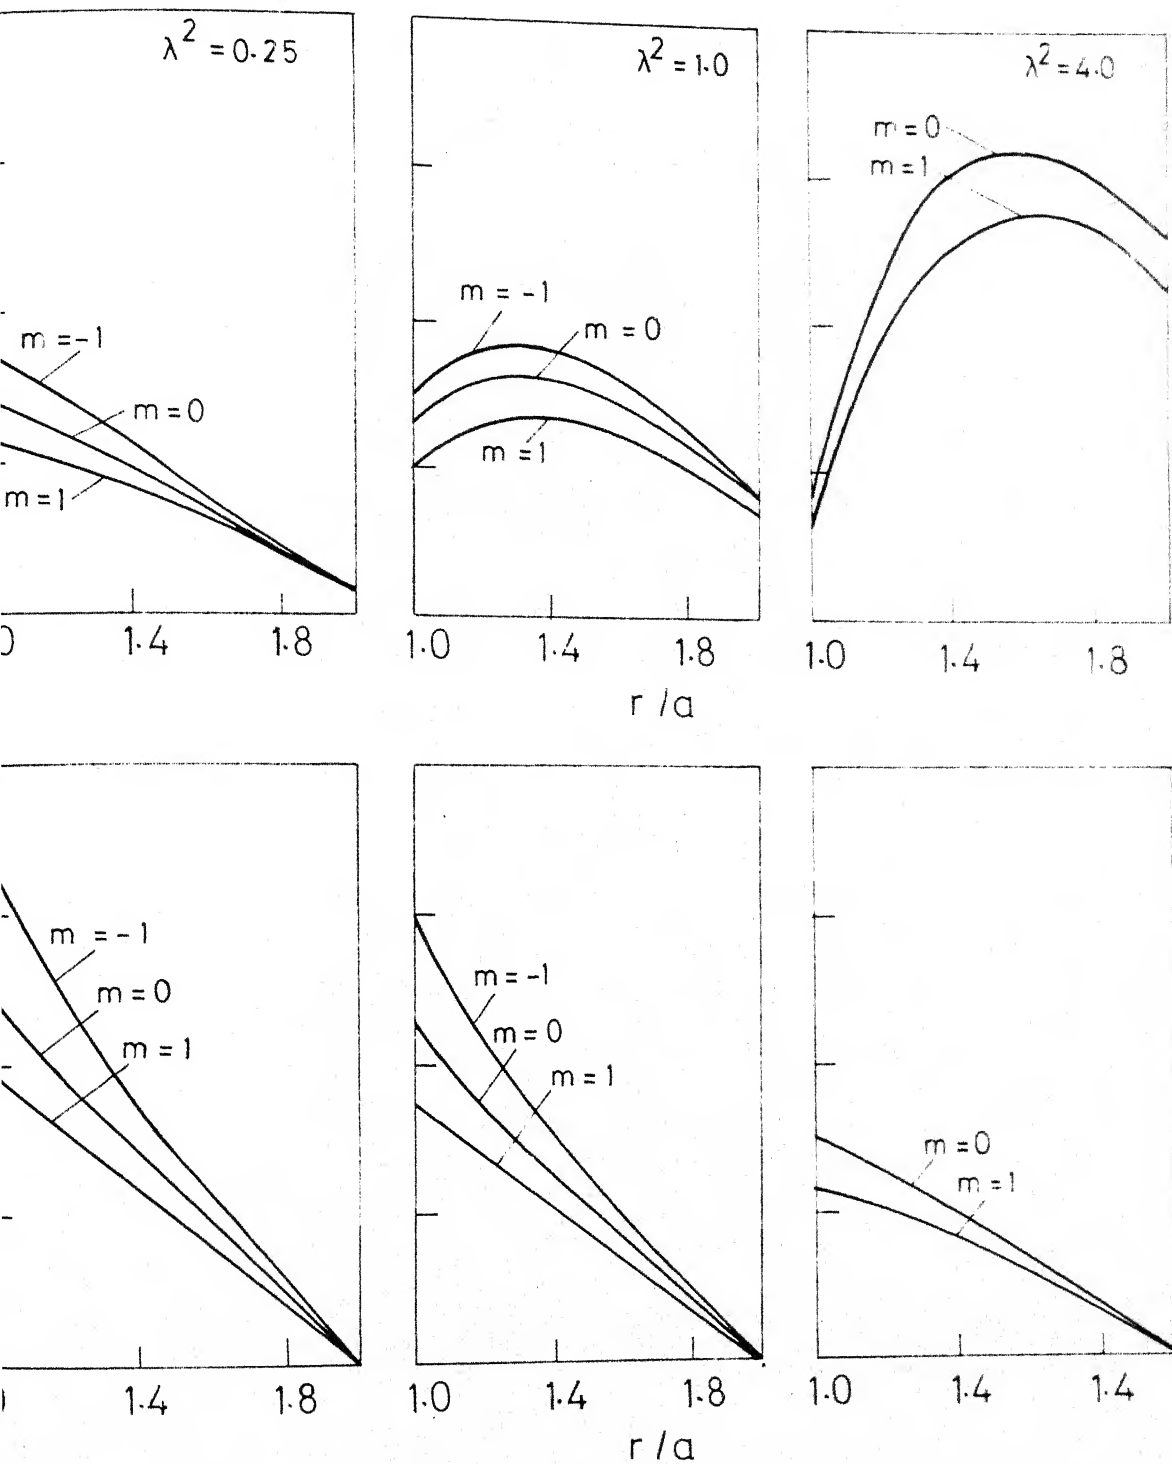 λ² = 0.25
λ² = 1.0
λ² = 4.0
m = 0
m = 1
m = -1
m = 0
m = -1
m = 0
m = 1
m = 1
1.4 1.8
1.0 1.4 1.8
1.0 1.4 1.8
r /a
m = -1
m = 0
m = 1
m = -1
m = 0
m = 1
m = 0
m = 1
1.4 1.8
1.0 1.4 1.8
1.0 1.4 1.4
r /a